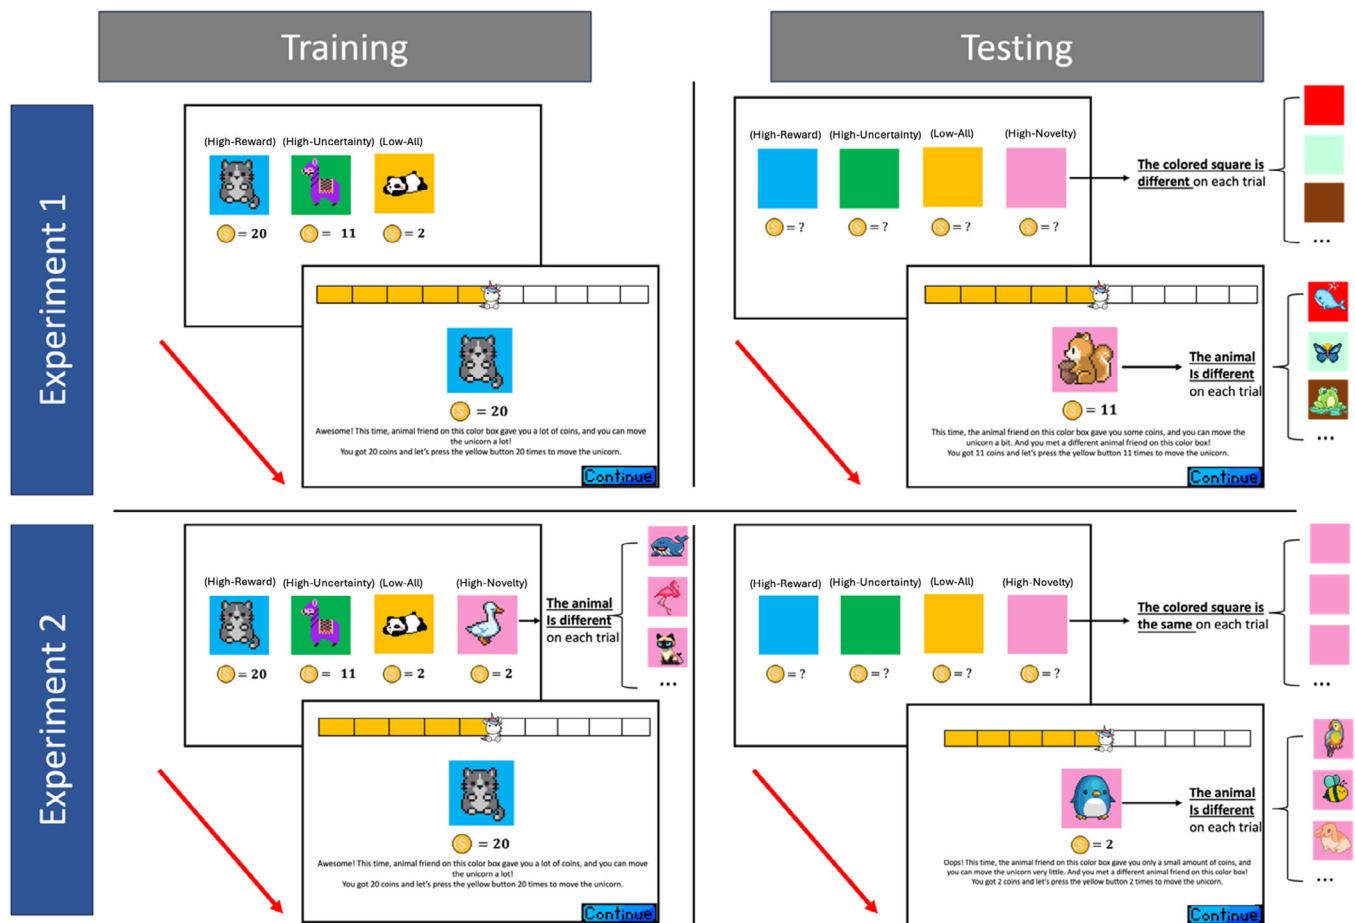 Training
Testing
Experiment 1
(High-Reward) (High-Uncertainty) (Low-All)
= 20 = 11 = 2
= 20
Awesome! This time, animal friend on this color box gave you a lot of coins, and you can move
the unicorn a lot!
You got 20 coins and let's press the yellow button 20 times to move the unicorn.
Continue
(High-Reward) (High-Uncertainty) (Low-All) (High-Novelty)
= ? = ? = ? = ?
The colored square is
different on each trial
...
= 11
This time, the animal friend on this color box gave you some coins, and you can move the
unicorn a bit. And you met a different animal friend on this color box!
You got 11 coins and let's press the yellow button 11 times to move the unicorn.
Continue
The animal
Is different
on each trial
...
Experiment 2
(High-Reward) (High-Uncertainty) (Low-All) (High-Novelty)
= 20 = 11 = 2 = 2
The animal
Is different
on each trial
...
= 20
Awesome! This time, animal friend on this color box gave you a lot of coins, and you can move
the unicorn a lot!
You got 20 coins and let's press the yellow button 20 times to move the unicorn.
Continue
(High-Reward) (High-Uncertainty) (Low-All) (High-Novelty)
= ? = ? = ? = ?
The colored square is
the same on each trial
...
= 2
Oops! This time, the animal friend on this color box gave you only a small amount of coins, and
you can move the unicorn very little. And you met a different animal friend on this color box!
You got 2 coins and let's press the yellow button 2 times to move the unicorn.
Continue
The animal
Is different
on each trial
...